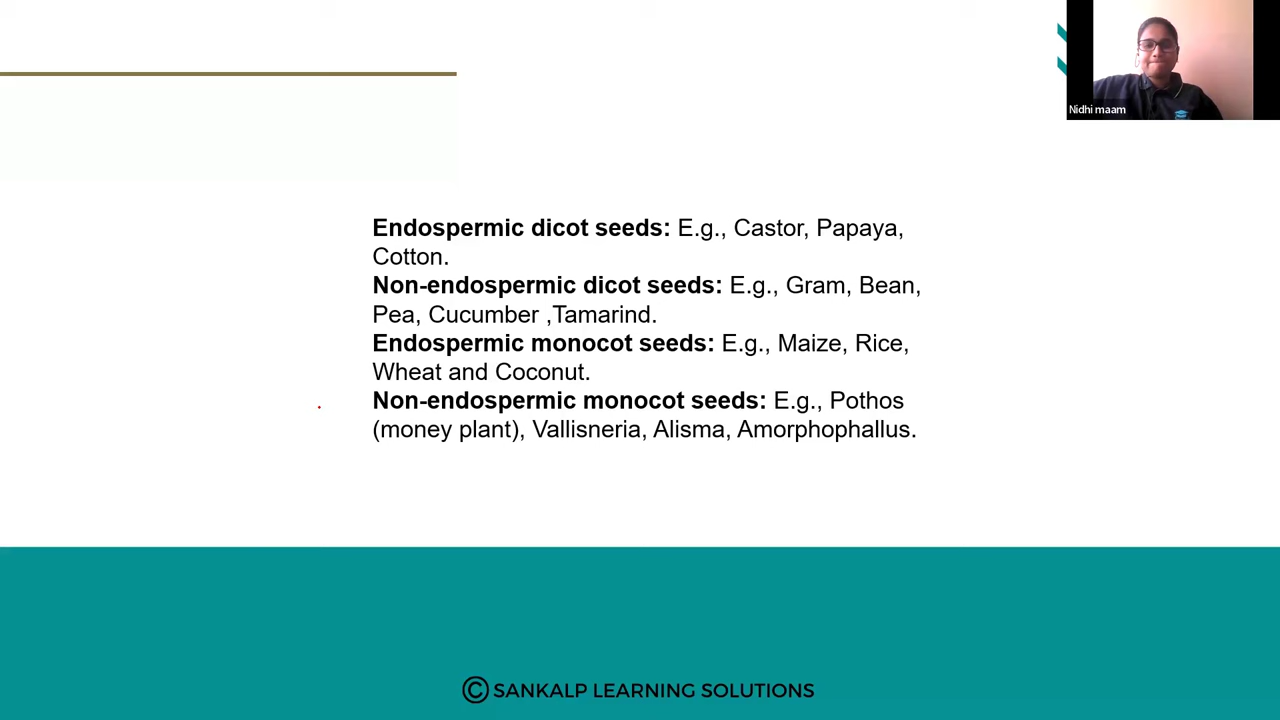 Nidhi maam
Endospermic dicot seeds: E.g., Castor, Papaya,
Cotton.
Non-endospermic dicot seeds: E.g., Gram, Bean,
Pea, Cucumber ,Tamarind.
Endospermic monocot seeds: E.g., Maize, Rice,
Wheat and Coconut.
Non-endospermic monocot seeds: E.g., Pothos
(money plant), Vallisneria, Alisma, Amorphophallus.
© SANKALP LEARNING SOLUTIONS